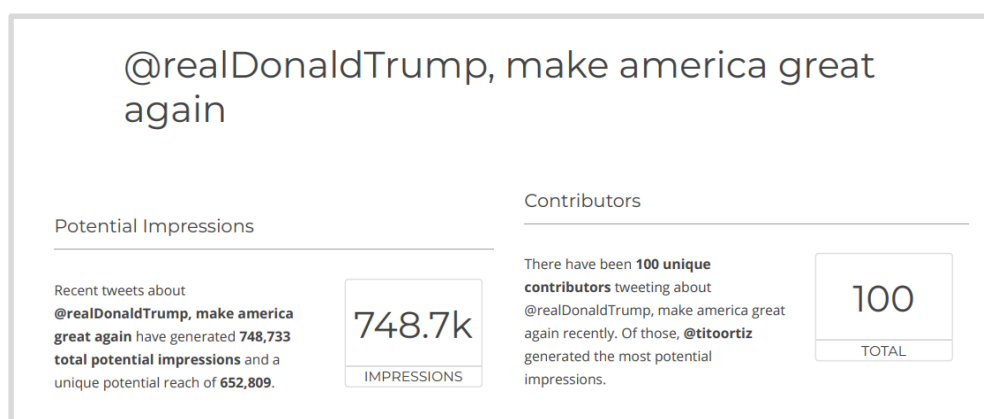 @realDonaldTrump, make america great
again
Potential Impressions
Recent tweets about
@realDonaldTrump, make america
great again have generated 748,733
total potential impressions and a
unique potential reach of 652,809.
748.7k
IMPRESSIONS
Contributors
There have been 100 unique
contributors tweeting about
@realDonaldTrump, make america great
again recently. Of those, @titoortiz
generated the most potential
impressions.
100
TOTAL